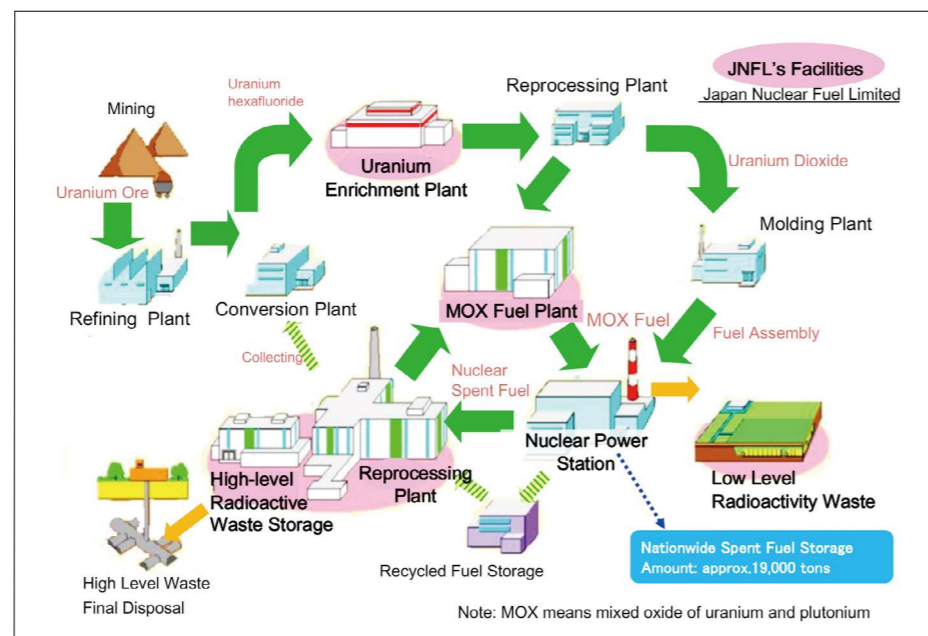 JNFL's Facilities
Japan Nuclear Fuel Limited
Mining
Uranium
hexafluoride
Reprocessing Plant
Uranium Ore
Uranium
Enrichment Plant
Uranium Dioxide
Molding Plant
Refining Plant
Conversion Plant
MOX Fuel Plant
MOX Fuel
Fuel Assembly
Collecting
Nuclear
Spent Fuel
Nuclear Power
Station
High-level
Radioactive
Waste Storage
Reprocessing
Plant
Low Level
Radioactivity Waste
Recycled Fuel Storage
Nationwide Spent Fuel Storage
Amount: approx.19,000 tons
High Level Waste
Final Disposal
Note: MOX means mixed oxide of uranium and plutonium